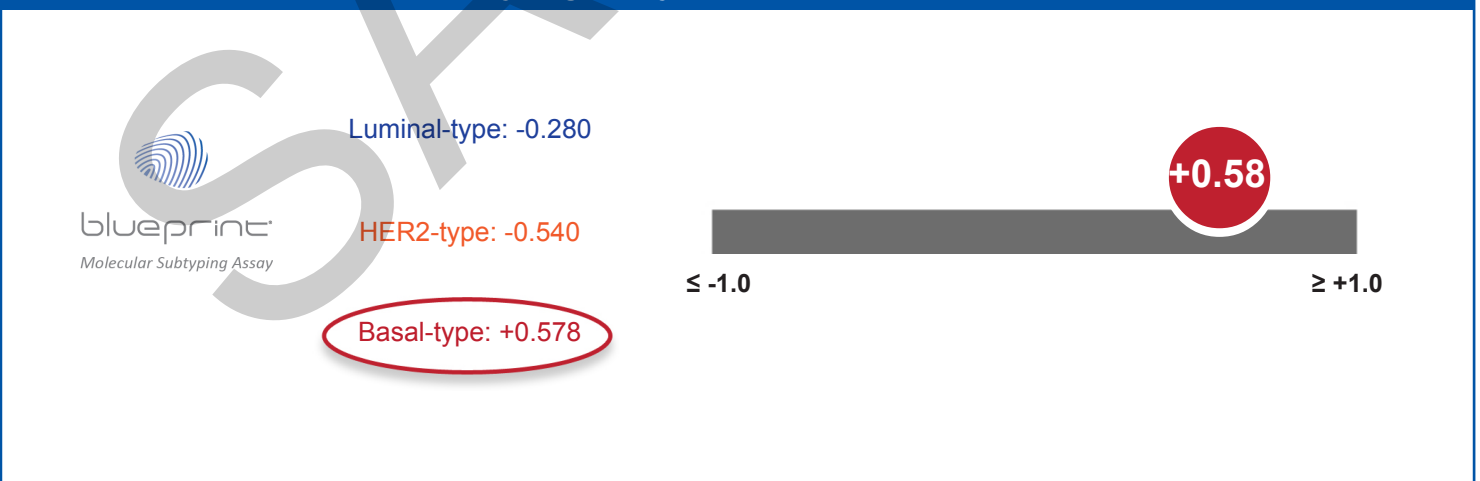 Luminal-type: -0.280
+0.58
blueprint
Molecular Subtyping Assay
HER2-type: -0.540
≤ -1.0
≥ +1.0
Basal-type: +0.578